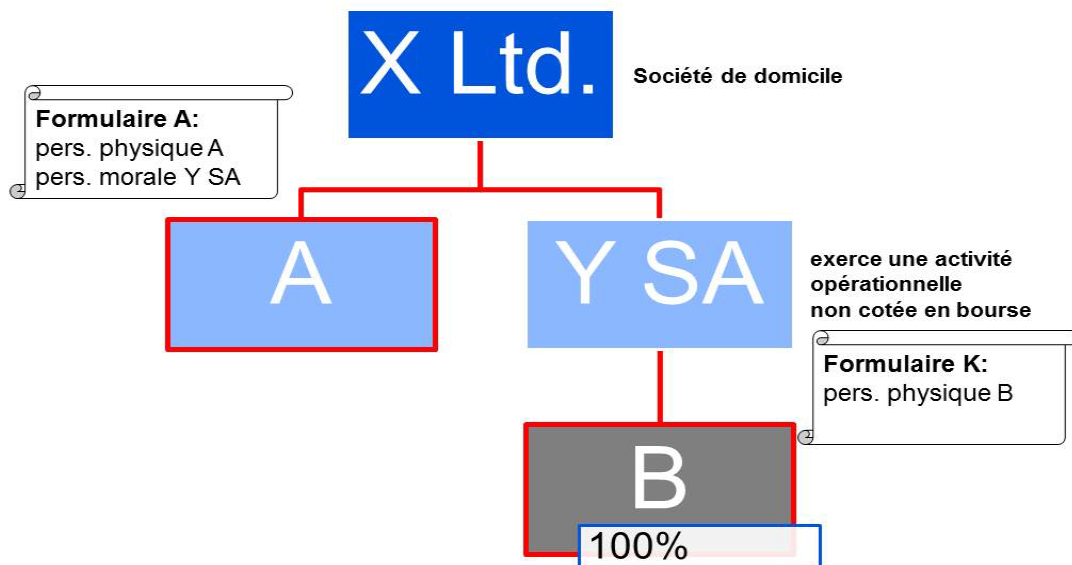 X Ltd.
Société de domicile
Formulaire A:
pers. physique A
pers. morale Y SA
A
Y SA
exerce une activité
opérationnelle
non cotée en bourse
Formulaire K:
pers. physique B
B
100%